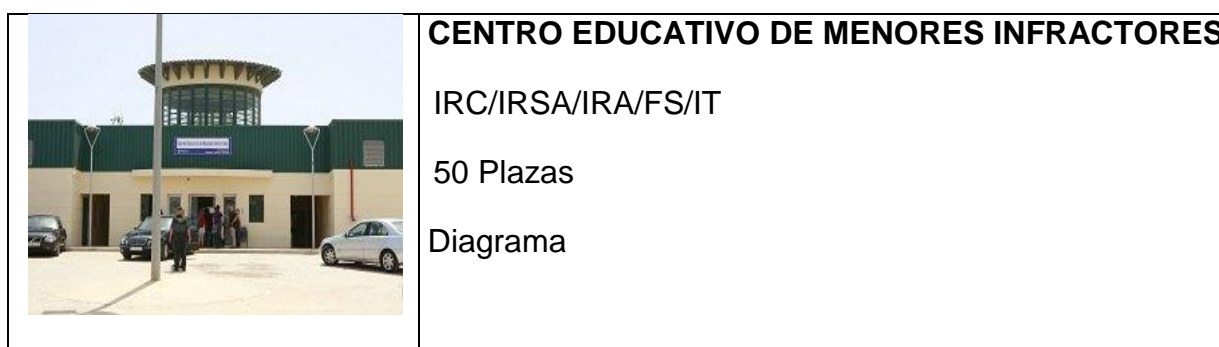 CENTRO EDUCATIVO DE MENORES INFRACTORES
IRC/IRSA/IRA/FS/IT
50 Plazas
Diagrama